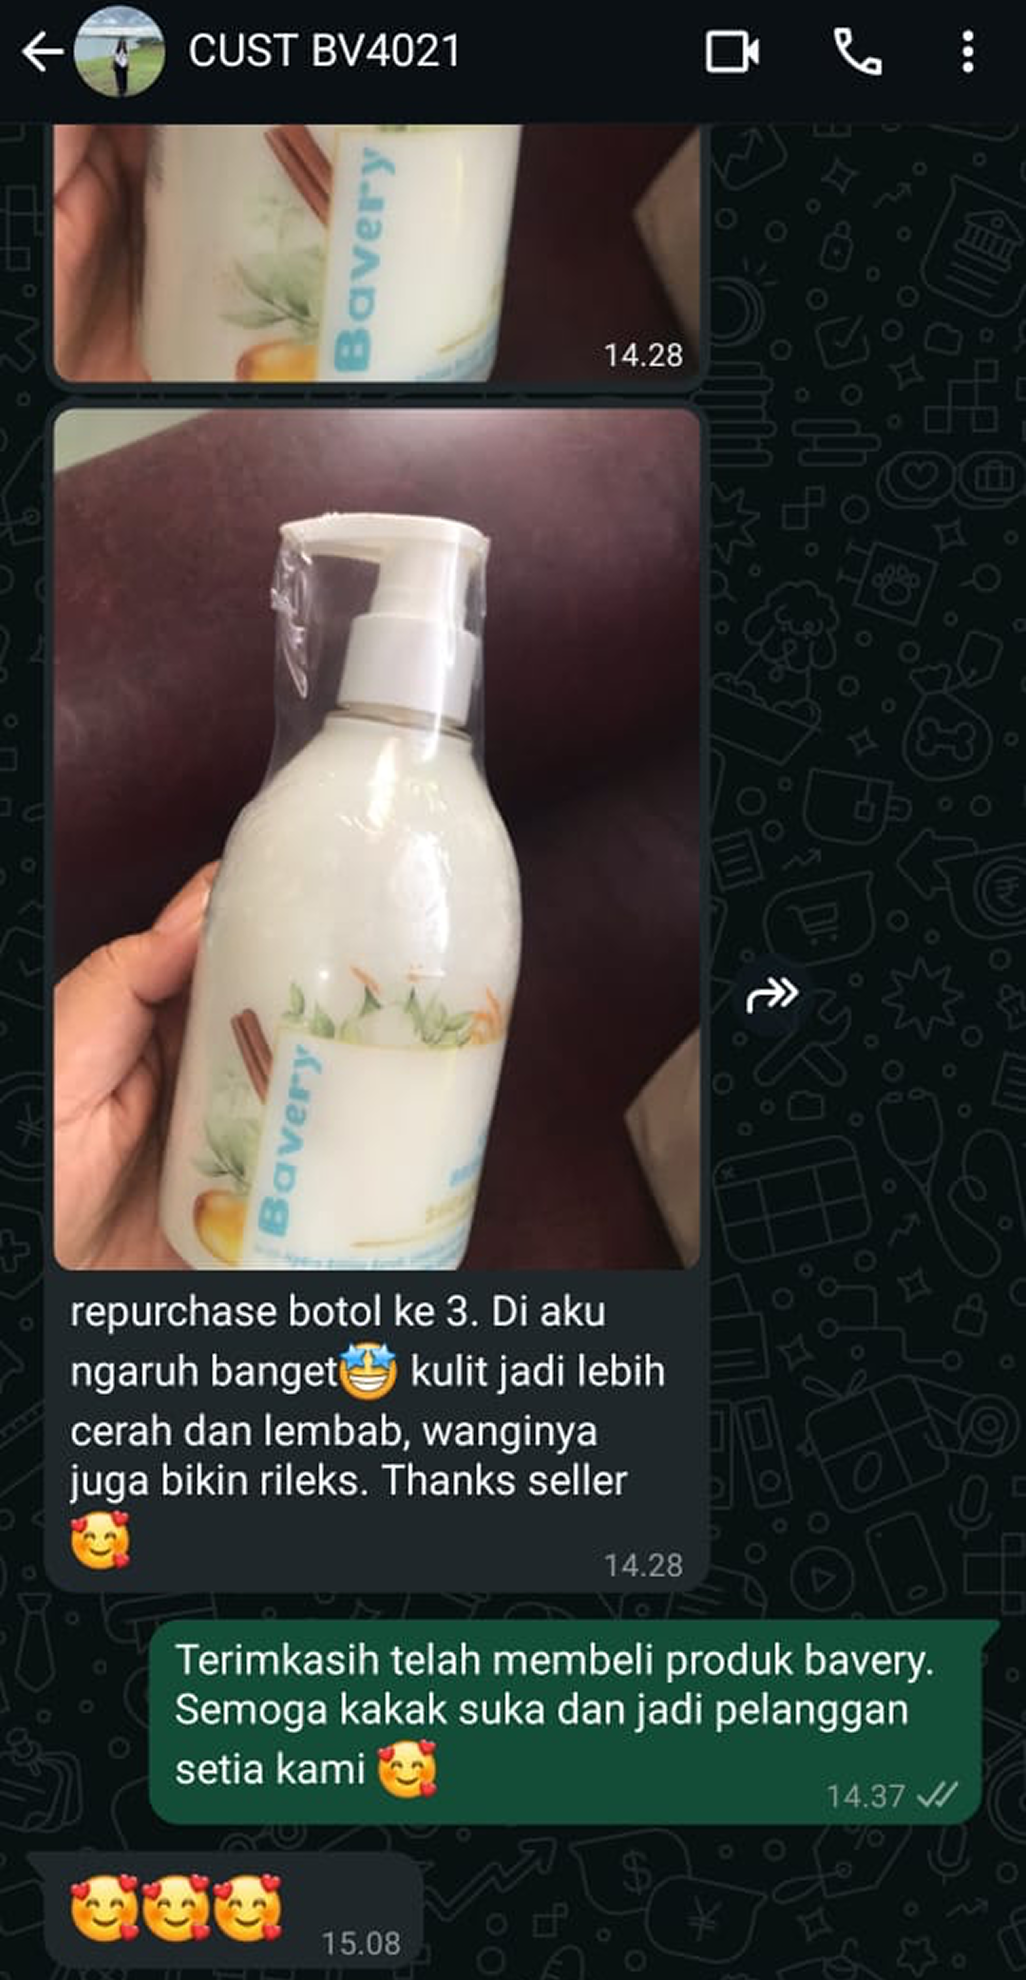 CUST BV4021
Bavery
14.28
Bavery
repurchase botol ke 3. Di aku
ngaruh banget🤩 kulit jadi lebih
cerah dan lembab, wanginya
juga bikin rileks. Thanks seller
🥰
14.28
Terimkasih telah membeli produk bavery.
Semoga kakak suka dan jadi pelanggan
setia kami 🥰
14.37
🥰🥰🥰
15.08